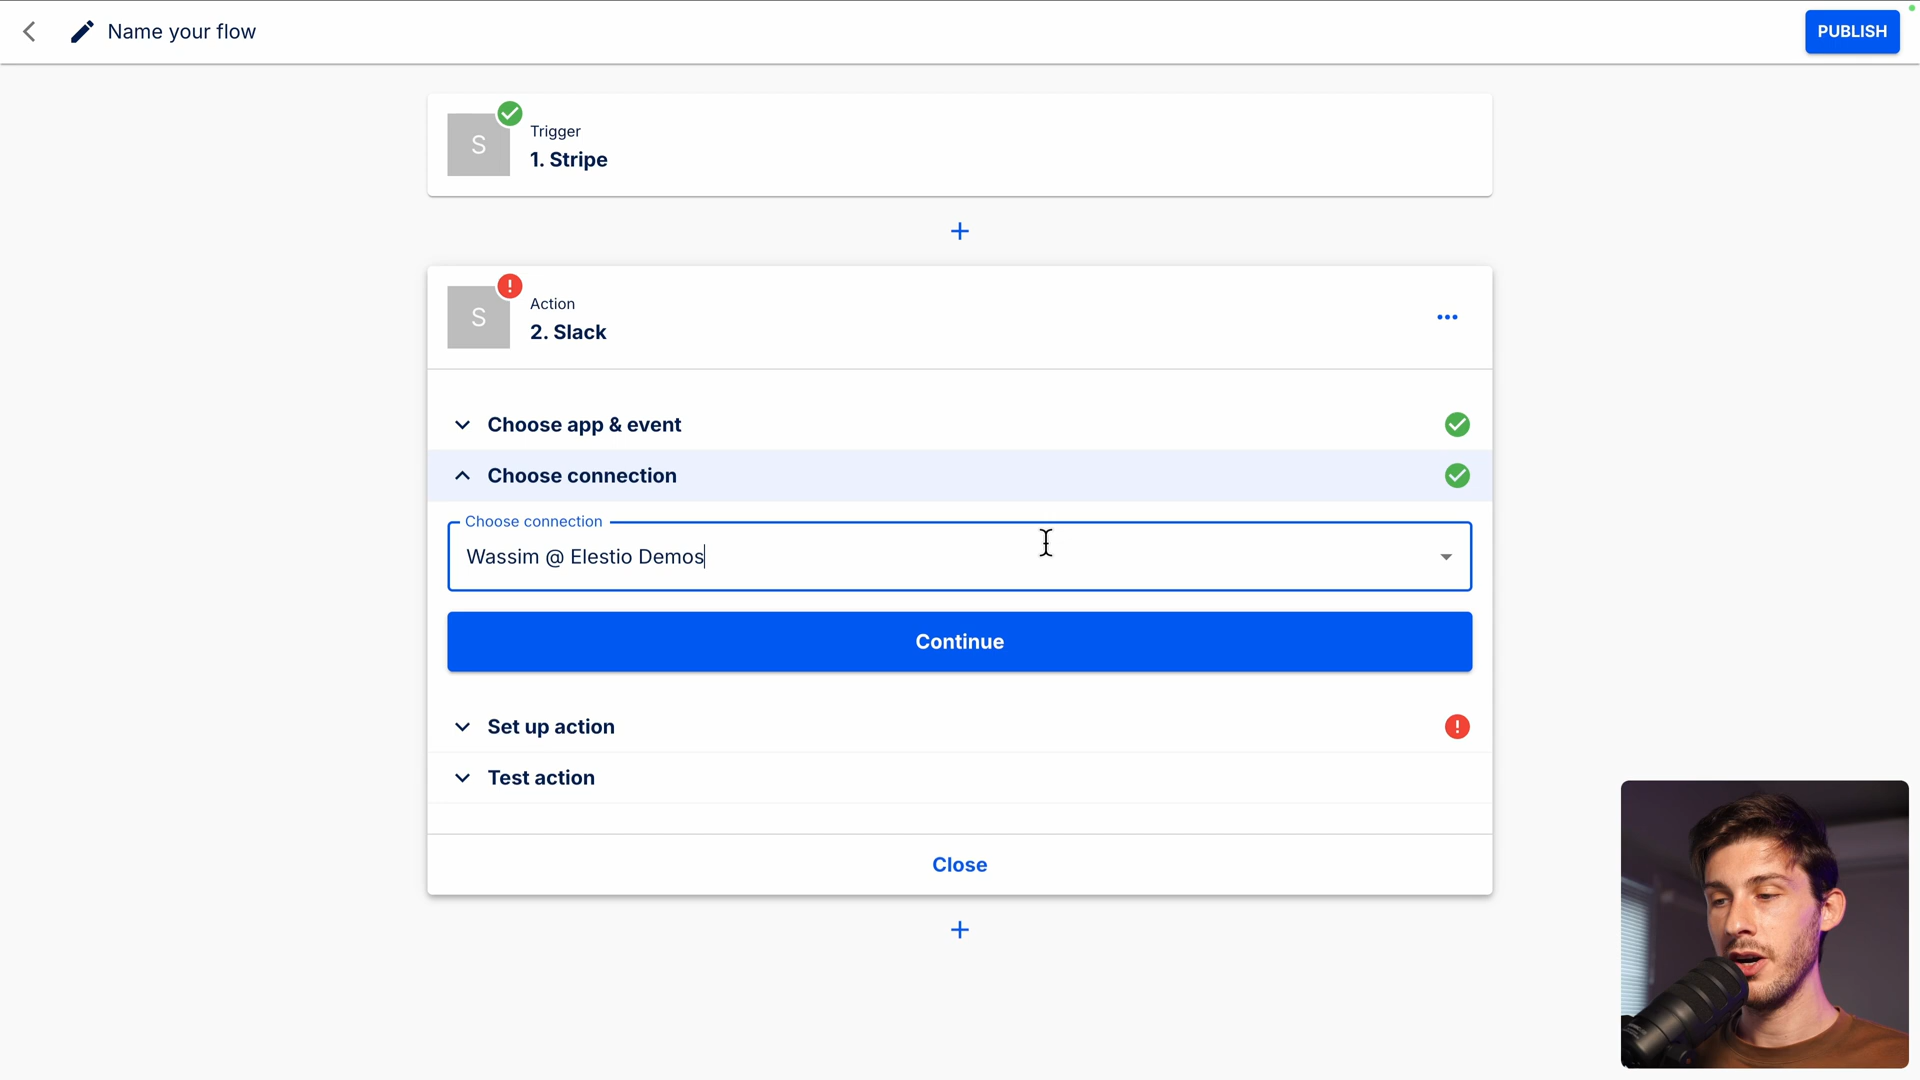 Name your flow
PUBLISH
S
Trigger
1. Stripe
S
Action
2. Slack
Choose app & event
Choose connection
Choose connection
Wassim @ Elestio Demos
Continue
Set up action
Test action
Close